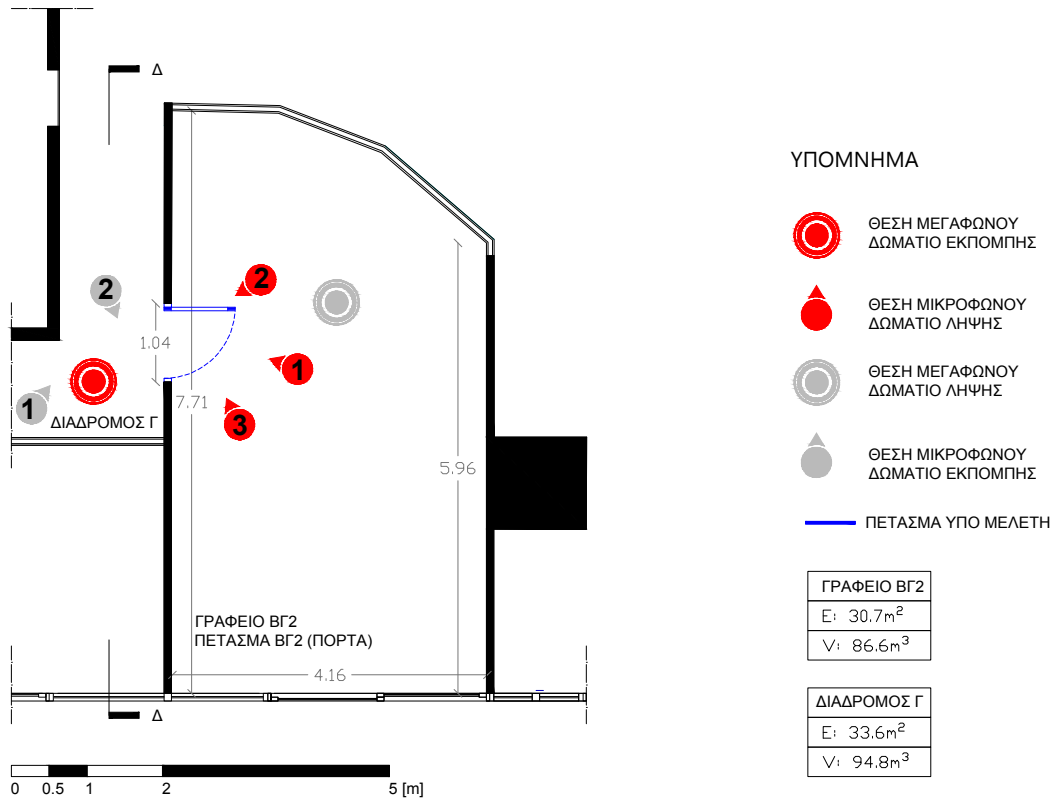 Δ
2
1
ΔΙΑΔΡΟΜΟΣ Γ
1.04
7.71
2
1
3
5.96
ΓΡΑΦΕΙΟ ΒΓ2
ΠΕΤΑΣΜΑ ΒΓ2 (ΠΟΡΤΑ)
4.16
Δ
0 0.5 1 2 5 [m]
ΥΠΟΜΝΗΜΑ
ΘΕΣΗ ΜΕΓΑΦΩΝΟΥ
ΔΩΜΑΤΙΟ ΕΚΠΟΜΠΗΣ
ΘΕΣΗ ΜΙΚΡΟΦΩΝΟΥ
ΔΩΜΑΤΙΟ ΛΗΨΗΣ
ΘΕΣΗ ΜΕΓΑΦΩΝΟΥ
ΔΩΜΑΤΙΟ ΛΗΨΗΣ
ΘΕΣΗ ΜΙΚΡΟΦΩΝΟΥ
ΔΩΜΑΤΙΟ ΕΚΠΟΜΠΗΣ
ΠΕΤΑΣΜΑ ΥΠΟ ΜΕΛΕΤΗ
ΓΡΑΦΕΙΟ ΒΓ2
E: 30.7m²
V: 86.6m³
ΔΙΑΔΡΟΜΟΣ Γ
E: 33.6m²
V: 94.8m³